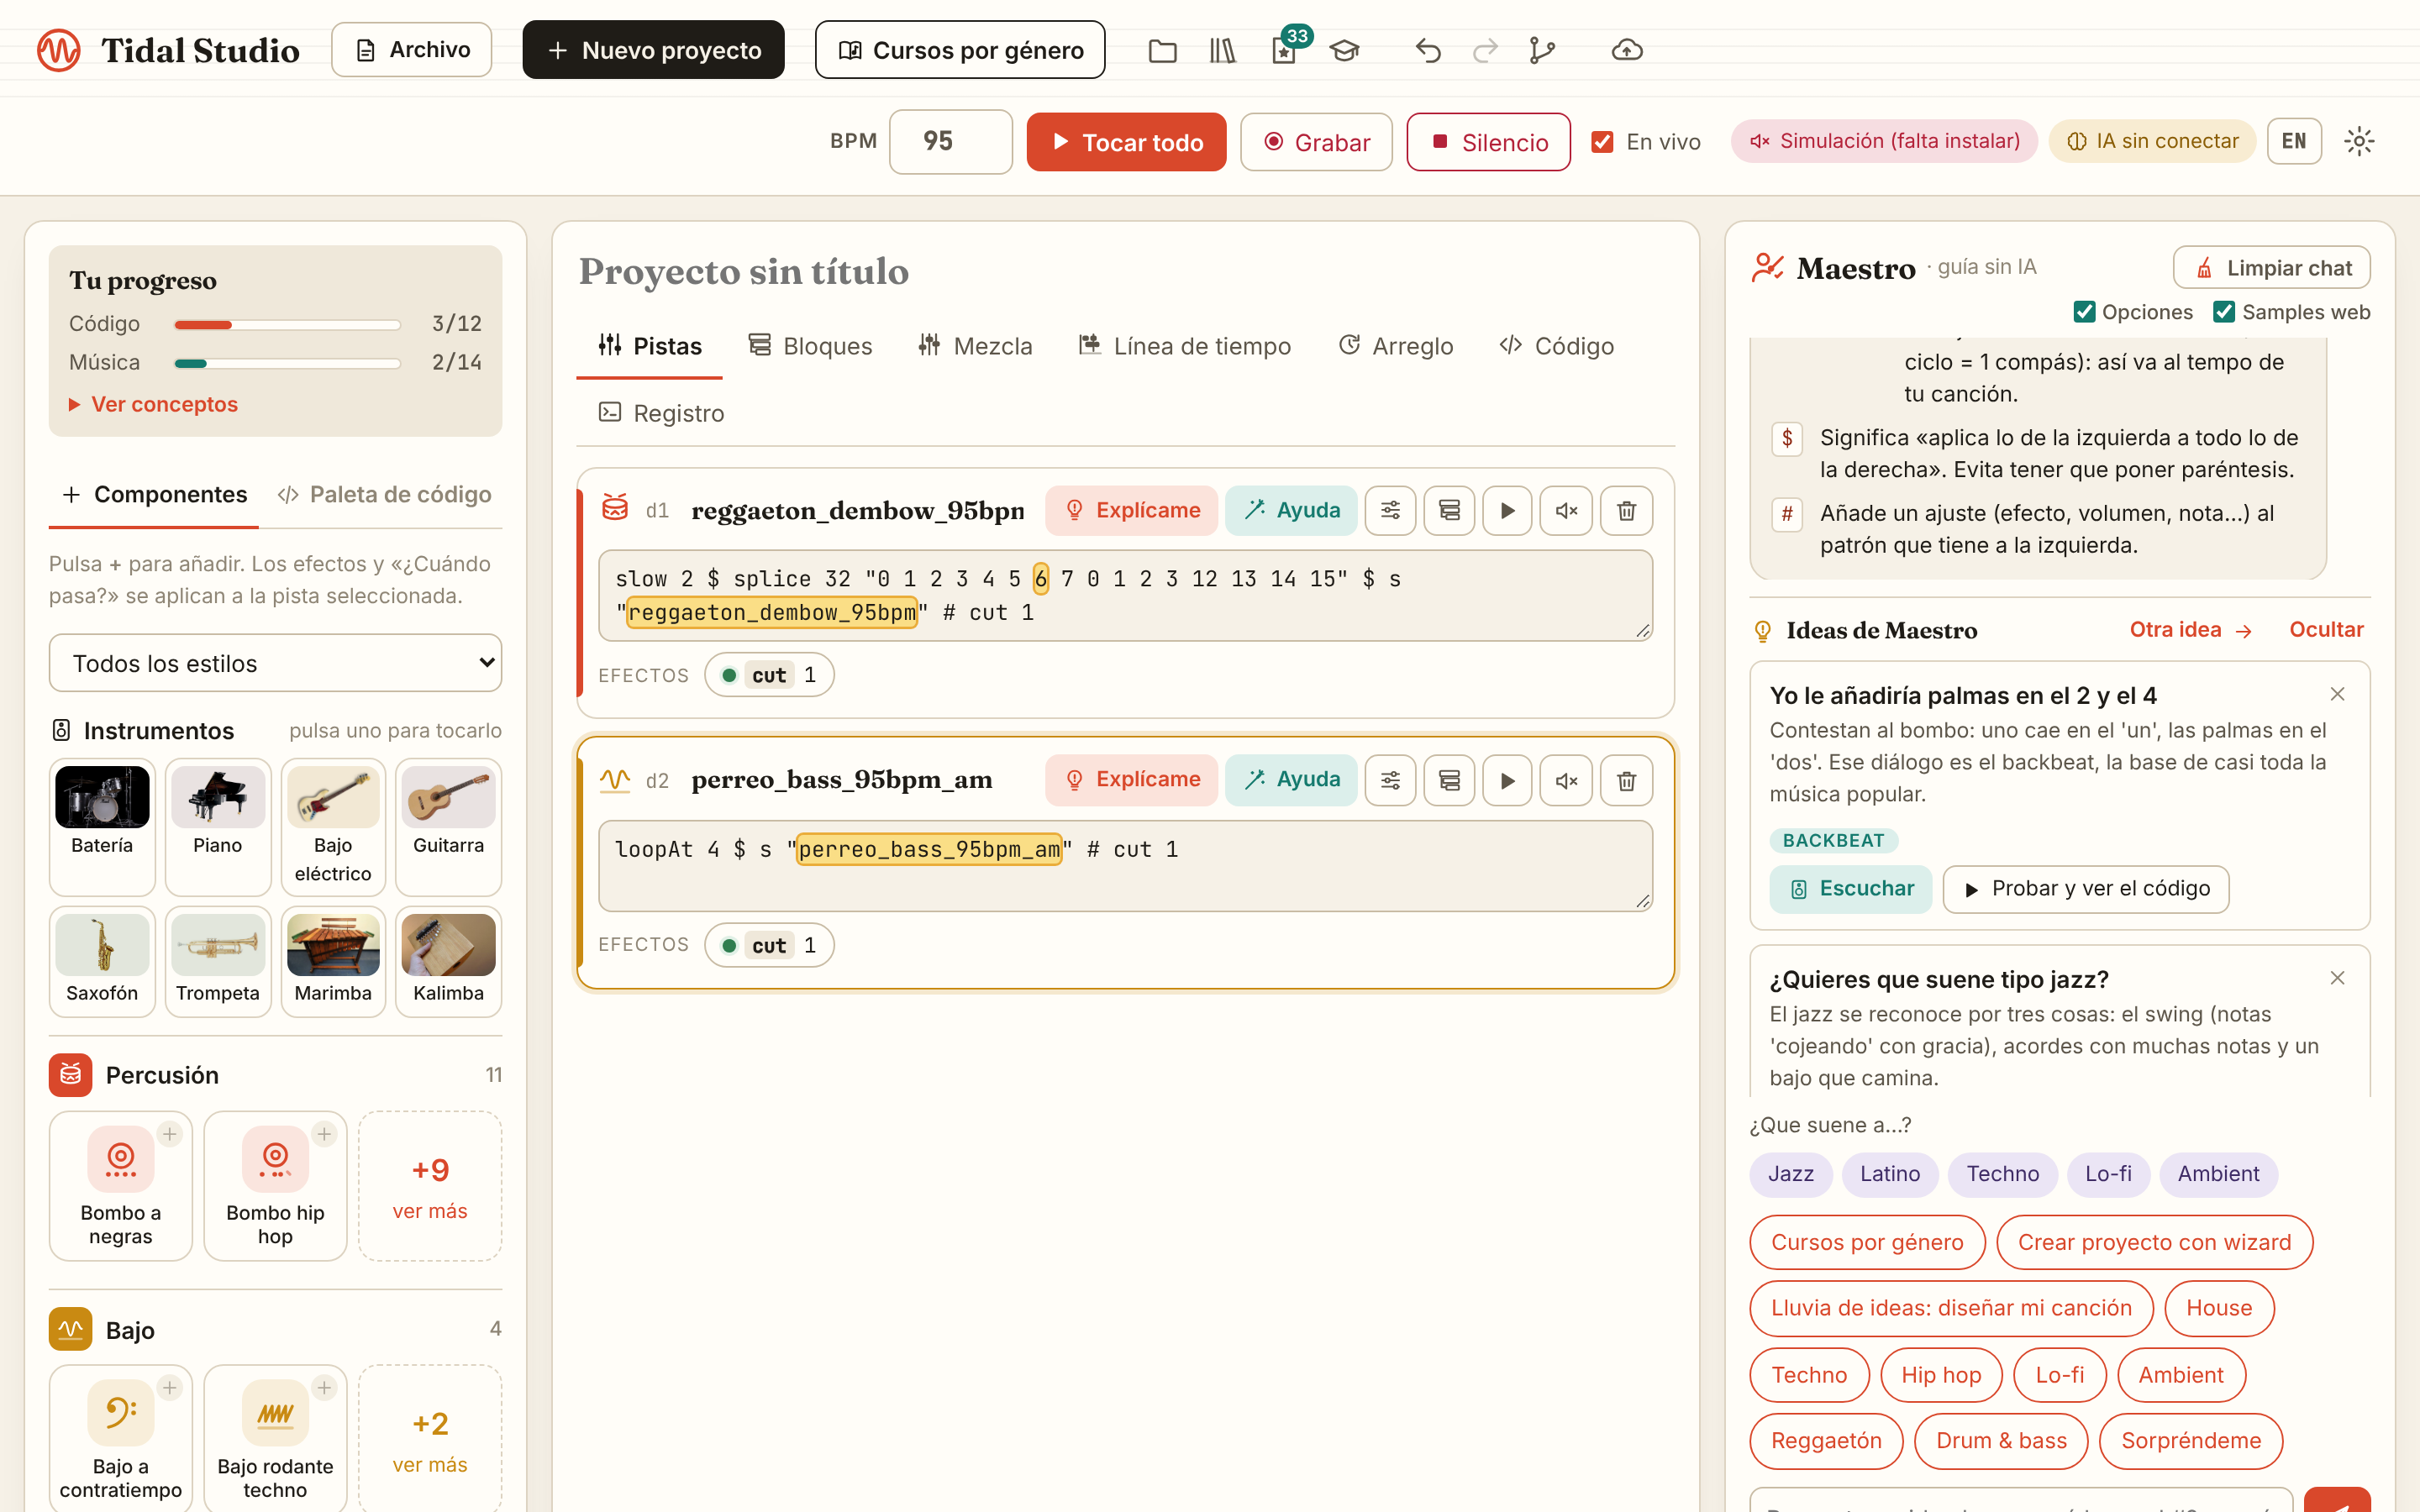 Tidal Studio
Archivo
+ Nuevo proyecto
Cursos por género
33
BPM
95
Tocar todo
Grabar
Silencio
En vivo
Simulación (falta instalar)
IA sin conectar
EN
Tu progreso
Código 3/12
Música 2/14
Ver conceptos
+ Componentes
</> Paleta de código
Pulsa + para añadir. Los efectos y «¿Cuándo
pasa?» se aplican a la pista seleccionada.
Todos los estilos
Instrumentos
pulsa uno para tocarlo
Batería
Piano
Bajo
eléctrico
Guitarra
Saxofón
Trompeta
Marimba
Kalimba
Percusión 11
Bombo a
negras
Bombo hip
hop
+9
ver más
Bajo 4
Bajo a
contratiempo
Bajo rodante
techno
+2
ver más
Proyecto sin título
Pistas
Bloques
Mezcla
Línea de tiempo
Arreglo
</> Código
Registro
d1 reggaeton_dembow_95bpm
Explícame
Ayuda
slow 2 $ splice 32 "0 1 2 3 4 5 6 7 0 1 2 3 12 13 14 15" $ s
"reggaeton_dembow_95bpm" # cut 1
EFECTOS cut 1
d2 perreo_bass_95bpm_am
Explícame
Ayuda
loopAt 4 $ s "perreo_bass_95bpm_am" # cut 1
EFECTOS cut 1
Maestro · guía sin IA
Limpiar chat
Opciones
Samples web
ciclo = 1 compás): así va al tempo de
tu canción.
$ Significa «aplica lo de la izquierda a todo lo de
la derecha». Evita tener que poner paréntesis.
# Añade un ajuste (efecto, volumen, nota...) al
patrón que tiene a la izquierda.
Ideas de Maestro
Otra idea →
Ocultar
Yo le añadiría palmas en el 2 y el 4
Contestan al bombo: uno cae en el 'un', las palmas en el
'dos'. Ese diálogo es el backbeat, la base de casi toda la
música popular.
BACKBEAT
Escuchar
Probar y ver el código
¿Quieres que suene tipo jazz?
El jazz se reconoce por tres cosas: el swing (notas
'cojeando' con gracia), acordes con muchas notas y un
bajo que camina.
¿Que suene a...?
Jazz
Latino
Techno
Lo-fi
Ambient
Cursos por género
Crear proyecto con wizard
Lluvia de ideas: diseñar mi canción
House
Techno
Hip hop
Lo-fi
Ambient
Reggaetón
Drum & bass
Sorpréndeme